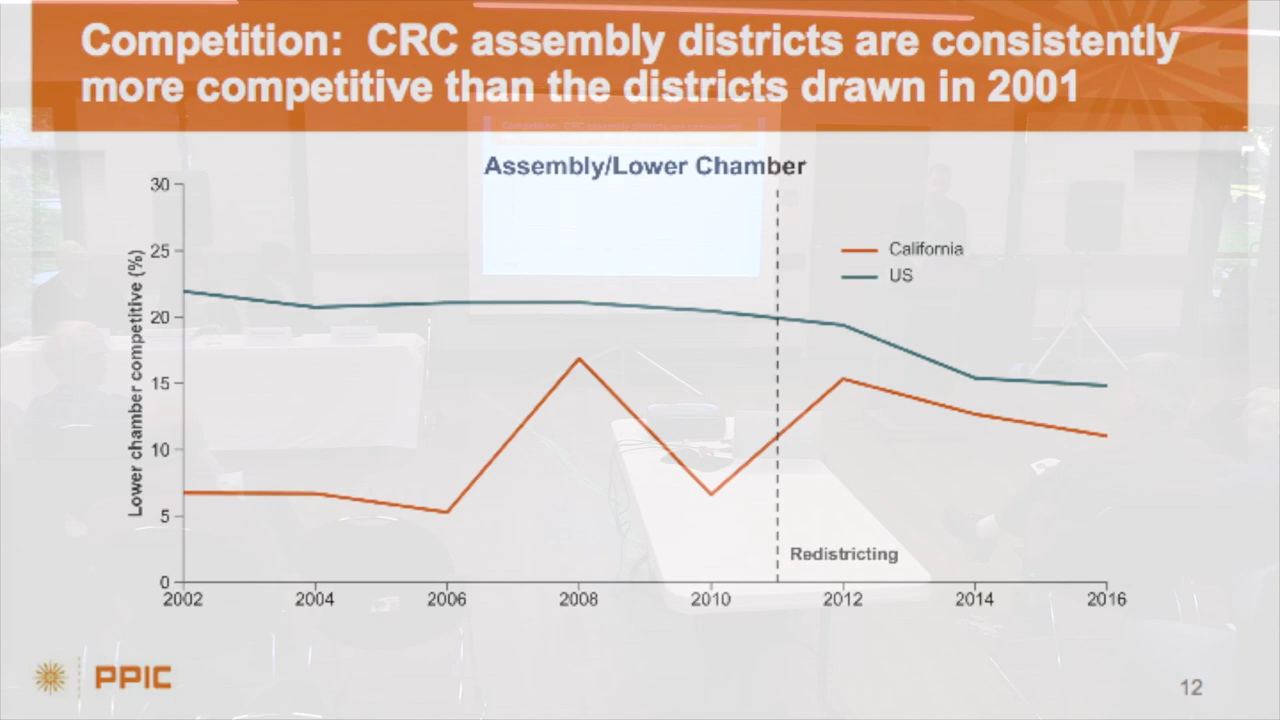 Competition: CRC assembly districts are consistently
more competitive than the districts drawn in 2001
Assembly/Lower Chamber
Lower chamber competitive (%)
30
25
20
15
10
5
0
California
US
Redistricting
2002 2004 2006 2008 2010 2012 2014 2016
PPIC
12